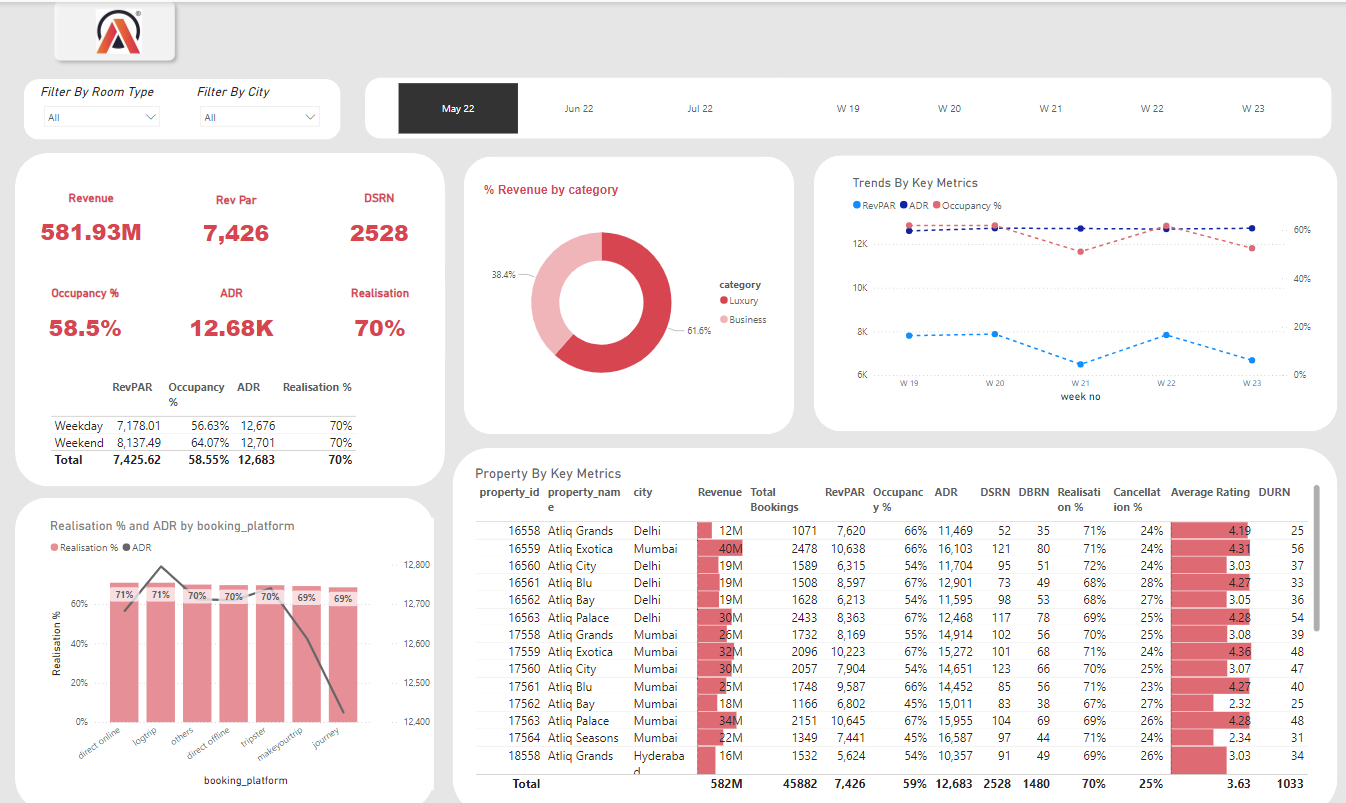 Filter By Room Type
Filter By City
All
All
May 22 Jun 22 Jul 22 W 19 W 20 W 21 W 22 W 23
Revenue Rev Par DSRN
581.93M 7,426 2528
Occupancy % ADR Realisation
58.5% 12.68K 70%
RevPAR Occupancy % ADR Realisation %
Weekday 7,178.01 56.63% 12,676 70%
Weekend 8,137.49 64.07% 12,701 70%
Total 7,425.62 58.55% 12,683 70%
% Revenue by category
38.4%
61.6%
category
Luxury
Business
Trends By Key Metrics
RevPAR ADR Occupancy %
12K
10K
8K
6K
60%
40%
20%
0%
W 19 W 20 W 21 W 22 W 23
week no
Realisation % and ADR by booking_platform
Realisation % ADR
Realisation %
60%
40%
20%
0%
71% 71% 70% 70% 70% 69% 69%
12,800
12,700
12,600
12,500
12,400
direct online logtrip others direct offline tripster makeyourtrip journey
booking_platform
Property By Key Metrics
property_id property_name city Revenue Total Bookings RevPAR Occupancy % ADR DSRN DBRN Realisation % Cancellation % Average Rating DURN
16558 Atliq Grands Delhi 12M 1071 7,620 66% 11,469 52 35 71% 24% 4.19 25
16559 Atliq Exotica Mumbai 40M 2478 10,638 66% 16,103 121 80 71% 24% 4.31 56
16560 Atliq City Delhi 19M 1589 6,315 54% 11,704 95 51 72% 24% 3.03 37
16561 Atliq Blu Delhi 19M 1508 8,597 67% 12,901 73 49 68% 28% 4.27 33
16562 Atliq Bay Delhi 19M 1628 6,213 54% 11,595 98 53 68% 27% 3.05 36
16563 Atliq Palace Delhi 30M 2433 8,363 67% 12,468 117 78 69% 25% 4.28 54
17558 Atliq Grands Mumbai 26M 1732 8,169 55% 14,914 102 56 70% 25% 3.08 39
17559 Atliq Exotica Mumbai 32M 2096 10,223 67% 15,272 101 68 71% 24% 4.36 48
17560 Atliq City Mumbai 30M 2057 7,904 54% 14,651 123 66 70% 25% 3.07 47
17561 Atliq Blu Mumbai 25M 1748 9,587 66% 14,452 85 56 71% 23% 4.27 40
17562 Atliq Bay Mumbai 18M 1166 6,802 45% 15,011 83 38 67% 27% 2.32 25
17563 Atliq Palace Mumbai 34M 2151 10,645 67% 15,955 104 69 69% 26% 4.28 48
17564 Atliq Seasons Mumbai 22M 1349 7,441 45% 16,587 97 44 71% 24% 2.34 31
18558 Atliq Grands Hyderabad 16M 1532 5,624 54% 10,357 91 49 69% 26% 3.03 34
Total 582M 45882 7,426 59% 12,683 2528 1480 70% 25% 3.63 1033